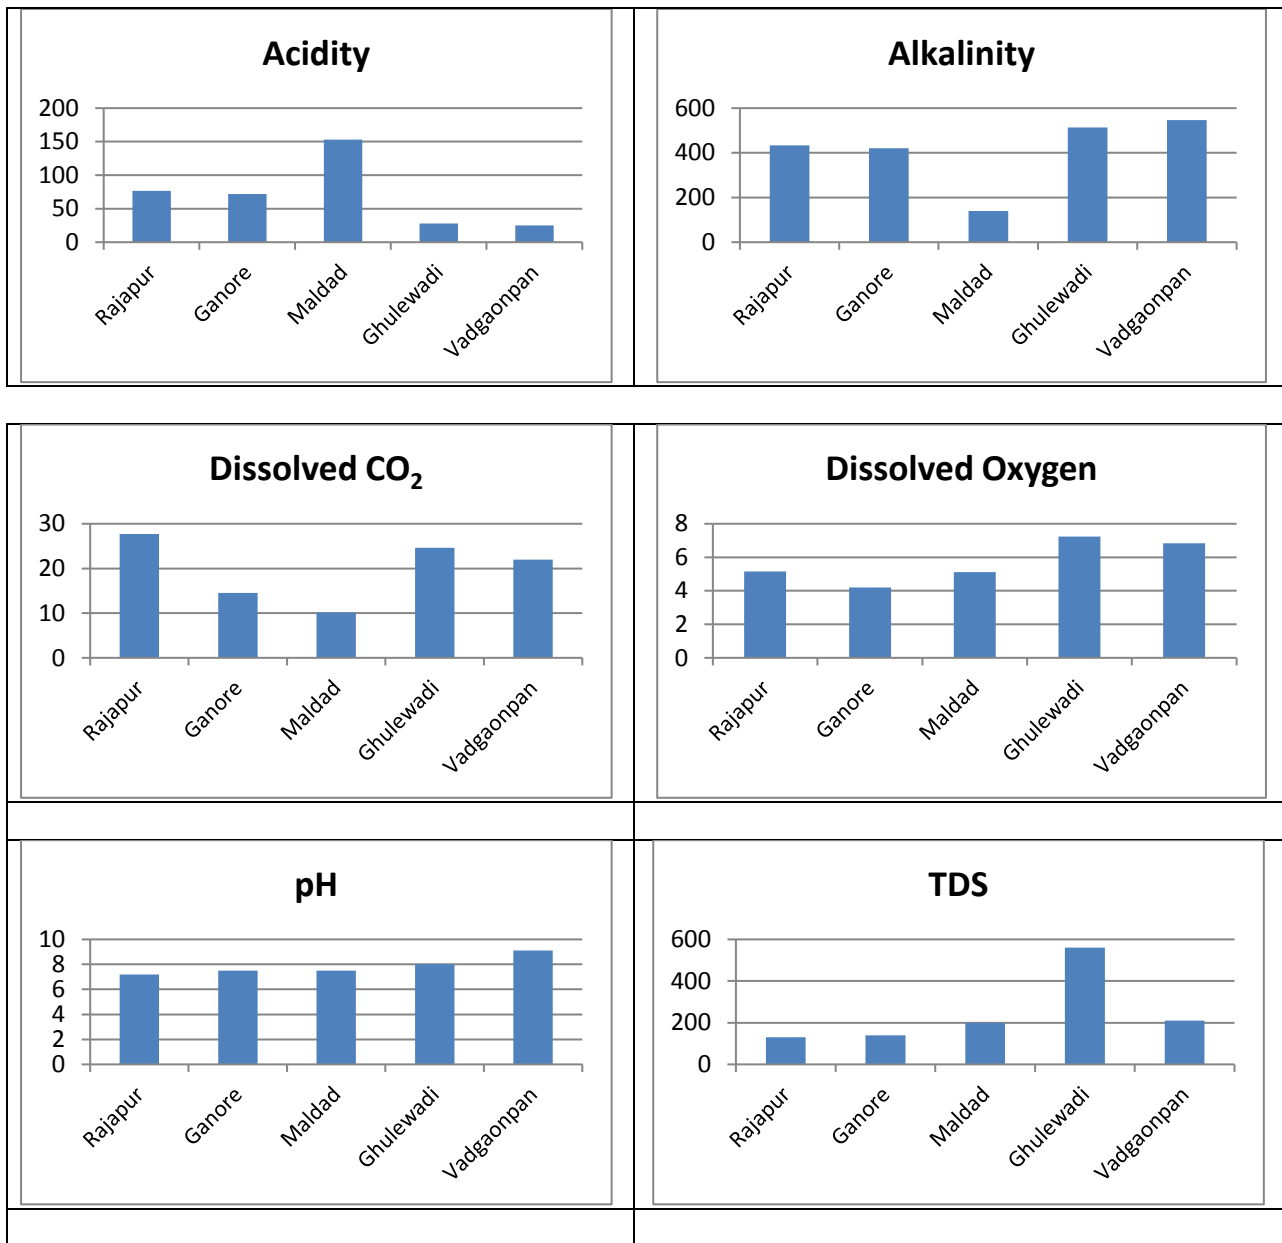 Acidity
200
150
100
50
0
Rajapur
Ganore
Maldad
Ghulewadi
Vadgaonpan
Alkalinity
600
400
200
0
Rajapur
Ganore
Maldad
Ghulewadi
Vadgaonpan
Dissolved CO₂
30
20
10
0
Rajapur
Ganore
Maldad
Ghulewadi
Vadgaonpan
Dissolved Oxygen
8
6
4
2
0
Rajapur
Ganore
Maldad
Ghulewadi
Vadgaonpan
pH
10
8
6
4
2
0
Rajapur
Ganore
Maldad
Ghulewadi
Vadgaonpan
TDS
600
400
200
0
Rajapur
Ganore
Maldad
Ghulewadi
Vadgaonpan